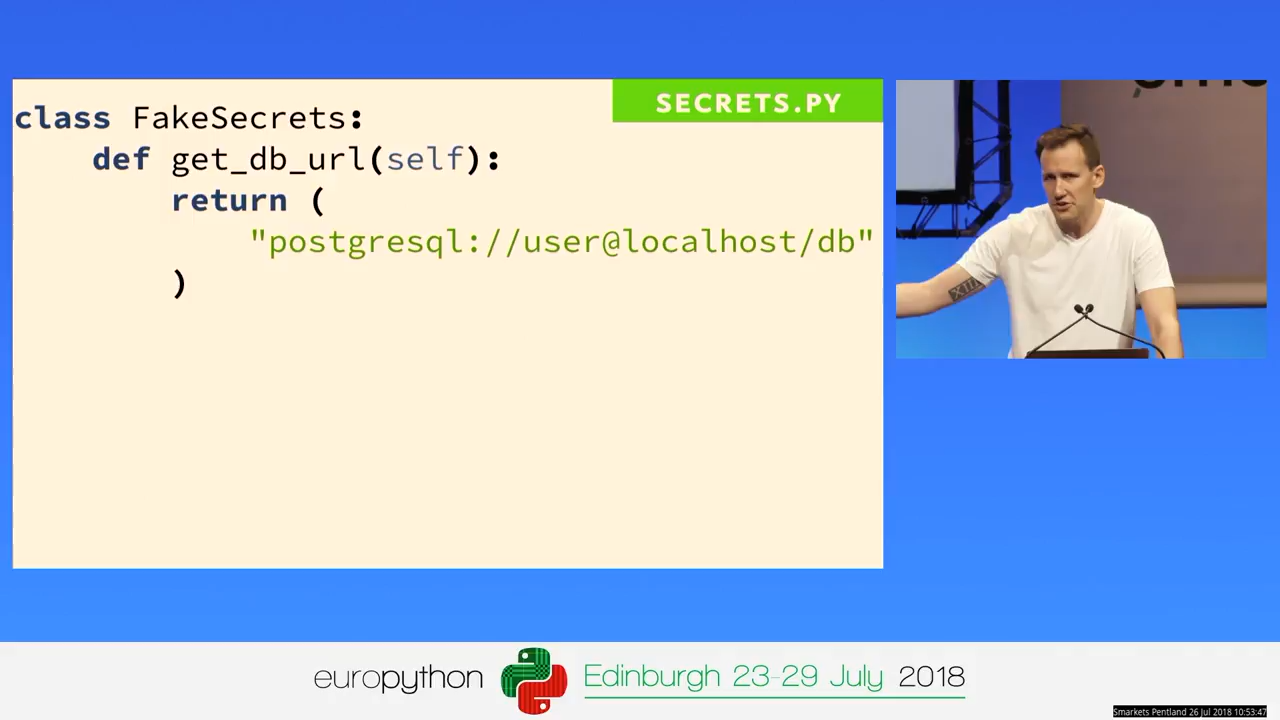 SECRETS.PY
class FakeSecrets:
    def get_db_url(self):
        return (
            "postgresql://user@localhost/db"
        )
XIII
europython
Edinburgh 23-29 July 2018
Smarkets Pentland 26 Jul 2018 10:53:47